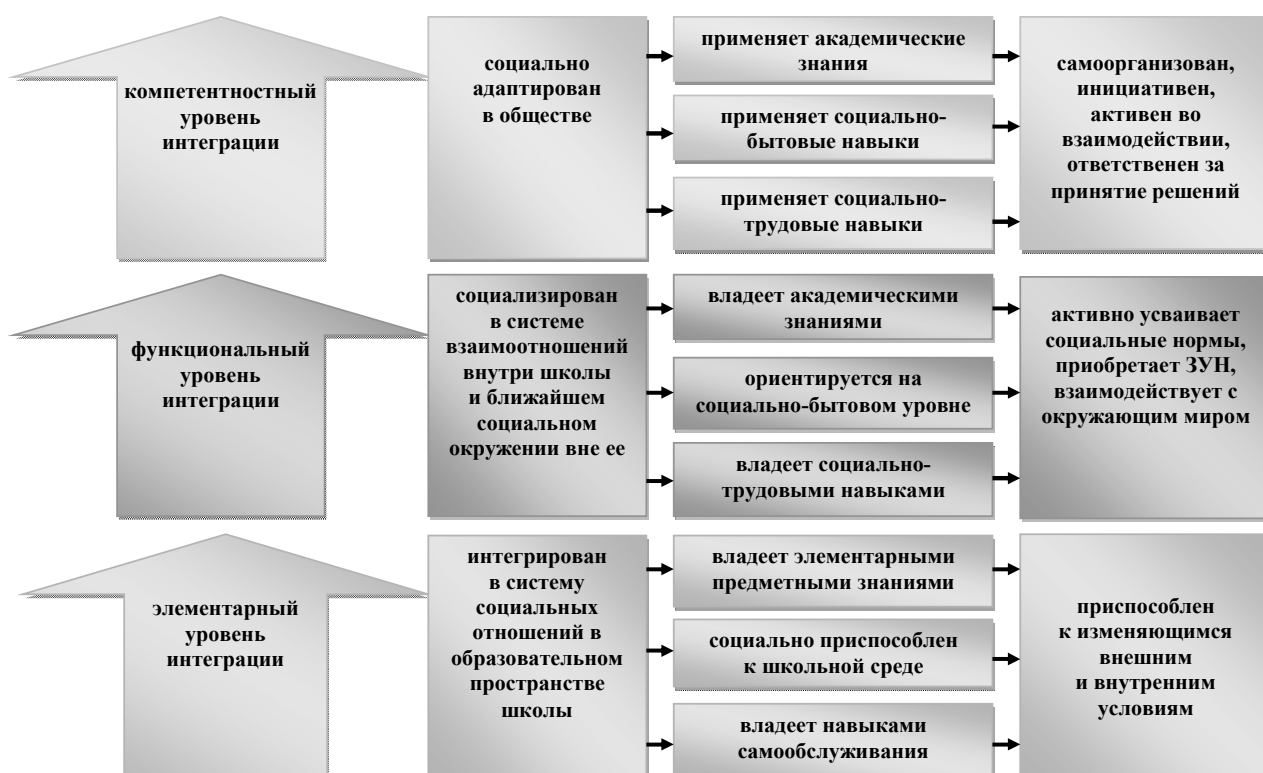 компетентностный
уровень
интеграции
социально
адаптирован
в обществе
применяет академические
знания
применяет социально-
бытовые навыки
применяет социально-
трудовые навыки
самоорганизован,
инициативен,
активен во
взаимодействии,
ответственен за
принятие решений
функциональный
уровень
интеграции
социализирован
в системе
взаимоотношений
внутри школы
и ближайшем
социальном
окружении вне ее
владеет академическими
знаниями
ориентируется на
социально-бытовом уровне
владеет социально-
трудовыми навыками
активно усваивает
социальные нормы,
приобретает ЗУН,
взаимодействует с
окружающим миром
элементарный
уровень
интеграции
интегрирован
в систему
социальных
отношений в
образовательном
пространстве
школы
владеет элементарными
предметными знаниями
социально приспособлен
к школьной среде
владеет навыками
самообслуживания
приспособлен
к изменяющимся
внешним
и внутренним
условиям